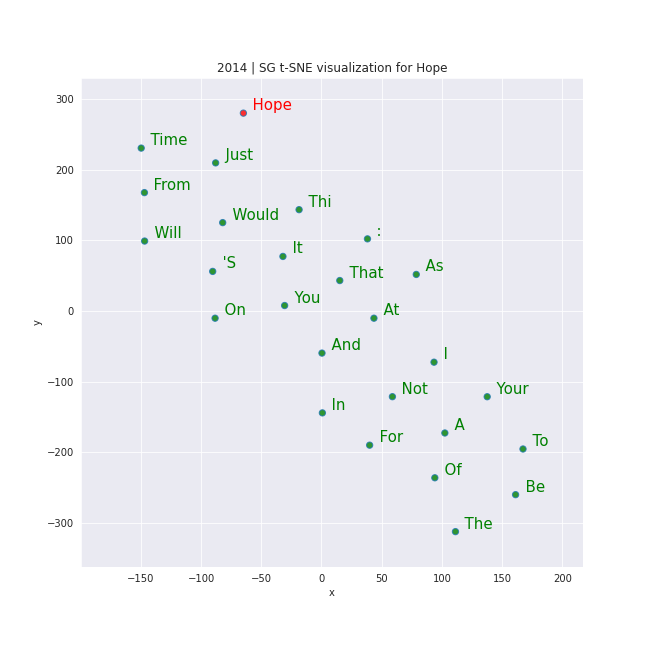 2014 | SG t-SNE visualization for Hope
300
Hope
Time
Just
200
From
Thi
Would
Will
:
100
It
'S
As
That
You
0
On
At
And
I
-100
Not
Your
In
A
For
To
-200
Of
Be
-300
The
-150
-100
-50
0
50
100
150
200
x
y